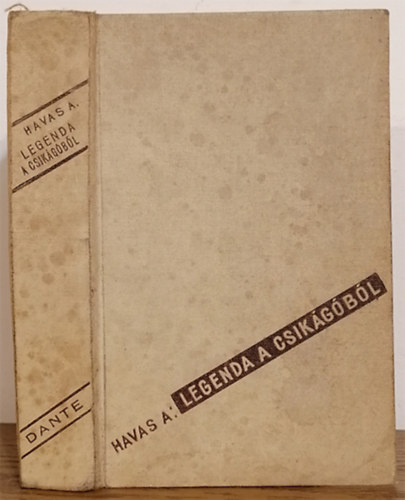 HAVAS A.
LEGENDA
A CSIKÁGÓBÓL
DANTE
HAVAS A: LEGENDA A CSIKÁGÓBÓL